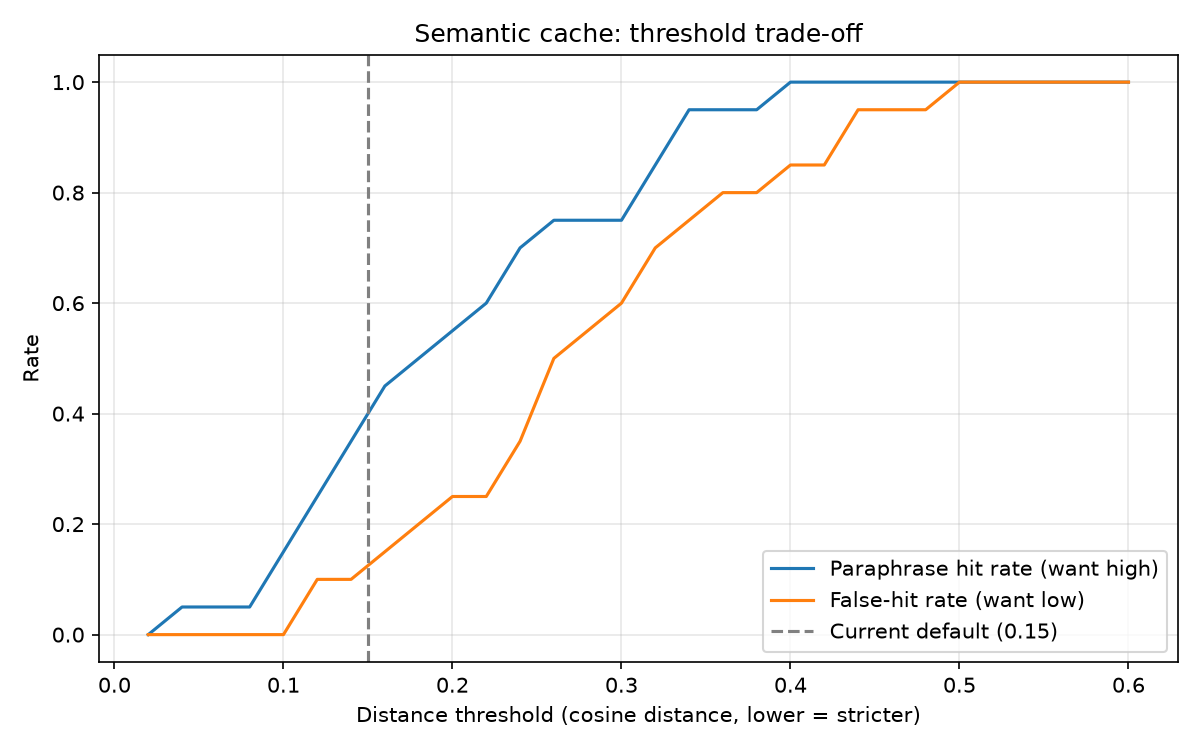 Semantic cache: threshold trade-off
1.0
0.8
0.6
0.4
0.2
0.0
Rate
Paraphrase hit rate (want high)
False-hit rate (want low)
Current default (0.15)
0.0 0.1 0.2 0.3 0.4 0.5 0.6
Distance threshold (cosine distance, lower = stricter)